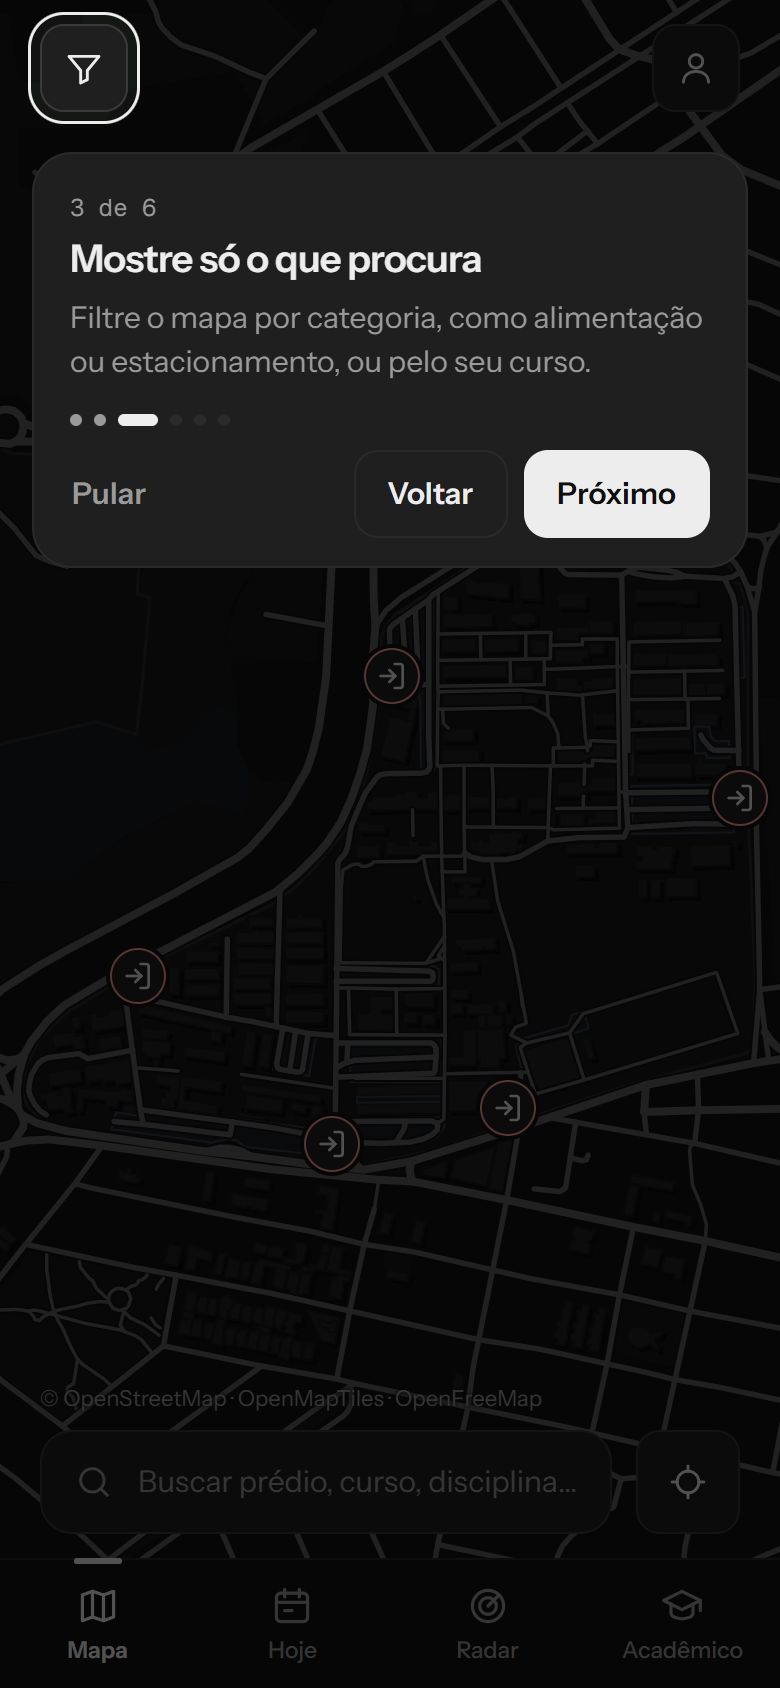 3 de 6
Mostre só o que procura
Filtre o mapa por categoria, como alimentação
ou estacionamento, ou pelo seu curso.
Pular
Voltar
Próximo
© OpenStreetMap · OpenMapTiles · OpenFreeMap
Buscar prédio, curso, disciplina...
Mapa
Hoje
Radar
Acadêmico